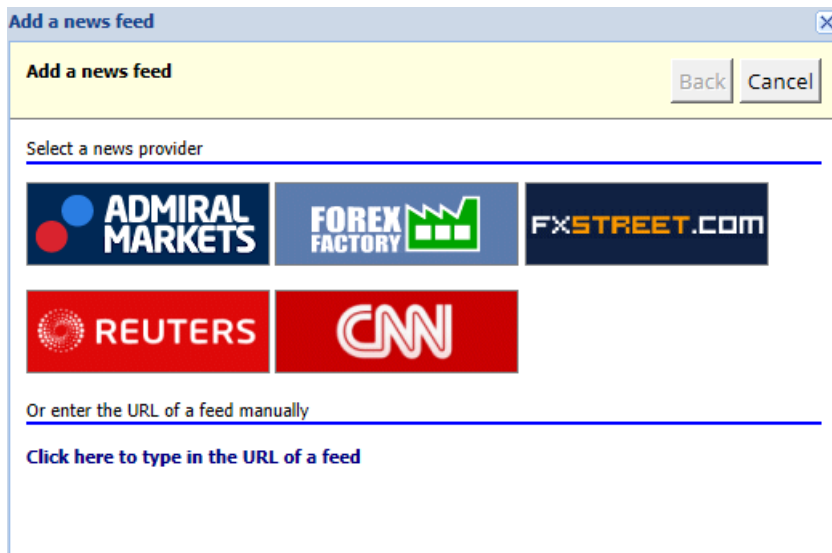 Add a news feed
Add a news feed
Back Cancel
Select a news provider
ADMIRAL
MARKETS
FOREX
FACTORY
FXSTREET.COM
REUTERS
CNN
Or enter the URL of a feed manually
Click here to type in the URL of a feed